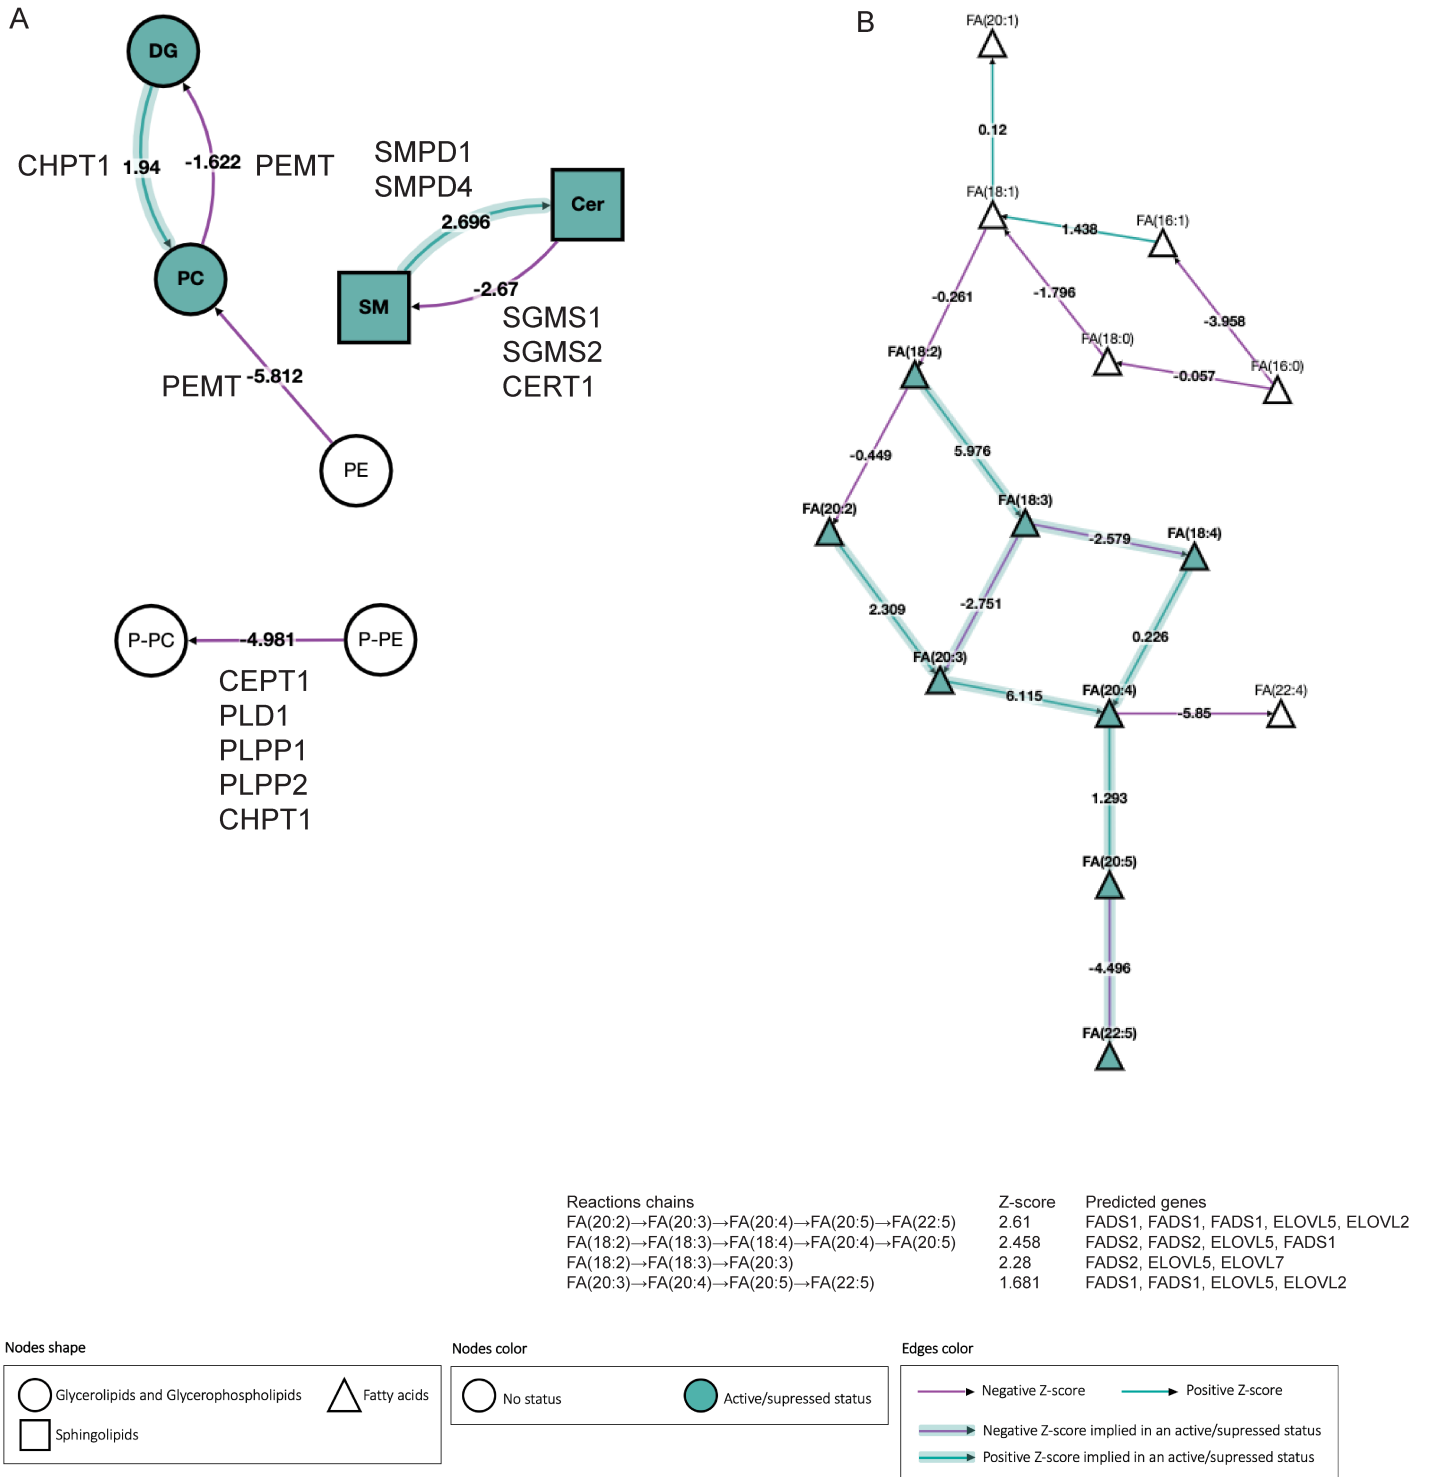 A
DG
CHPT1
1.94
-1.622
PEMT
PC
PEMT
-5.812
PE
SMPD1
SMPD4
2.696
Cer
SM
-2.67
SGMS1
SGMS2
CERT1
P-PC
-4.981
P-PE
CEPT1
PLD1
PLPP1
PLPP2
CHPT1
B
FA(20:1)
0.12
FA(18:1)
1.438
FA(16:1)
-0.261
-1.796
-3.958
FA(18:0)
FA(18:2)
-0.057
FA(16:0)
-0.449
5.976
FA(20:2)
FA(18:3)
-2.579
FA(18:4)
2.309
-2.751
0.226
FA(20:3)
6.115
FA(20:4)
-5.85
FA(22:4)
1.293
FA(20:5)
-4.496
FA(22:5)
Reactions chains Z-score Predicted genes
FA(20:2)→FA(20:3)→FA(20:4)→FA(20:5)→FA(22:5) 2.61 FADS1, FADS1, FADS1, ELOVL5, ELOVL2
FA(18:2)→FA(18:3)→FA(18:4)→FA(20:4)→FA(20:5) 2.458 FADS2, FADS2, ELOVL5, FADS1
FA(18:2)→FA(18:3)→FA(20:3) 2.28 FADS2, ELOVL5, ELOVL7
FA(20:3)→FA(20:4)→FA(20:5)→FA(22:5) 1.681 FADS1, FADS1, ELOVL5, ELOVL2
Nodes shape
Glycerolipids and Glycerophospholipids
Fatty acids
Sphingolipids
Nodes color
No status
Active/supressed status
Edges color
Negative Z-score
Positive Z-score
Negative Z-score implied in an active/supressed status
Positive Z-score implied in an active/supressed status